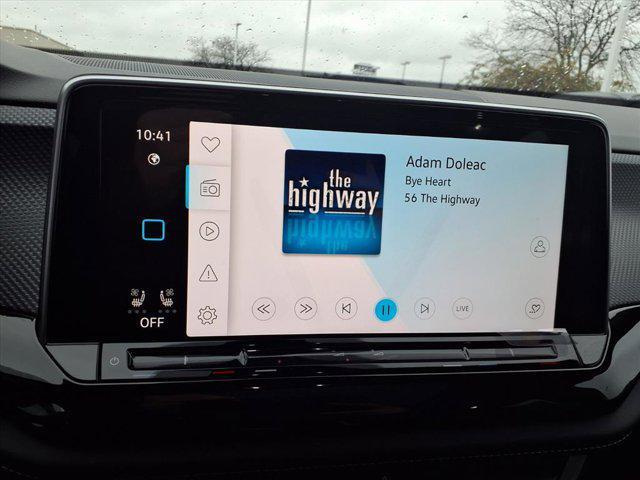 10:41
the
highway
Adam Doleac
Bye Heart
56 The Highway
LIVE
OFF